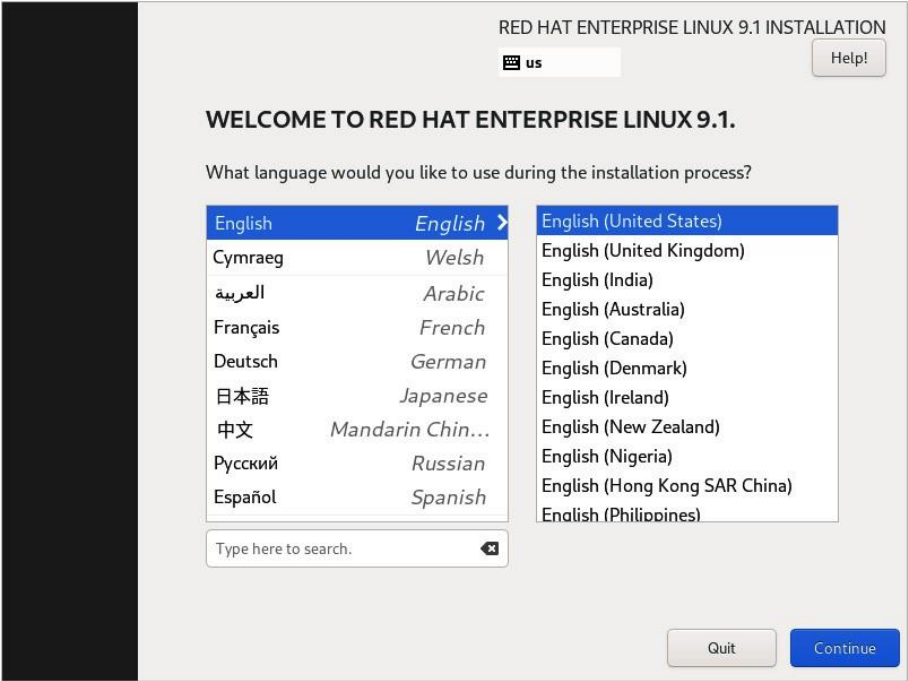 RED HAT ENTERPRISE LINUX 9.1 INSTALLATION
us
Help!
WELCOME TO RED HAT ENTERPRISE LINUX 9.1.
What language would you like to use during the installation process?
English English
Cymraeg Welsh
العربية Arabic
Français French
Deutsch German
日本語 Japanese
中文 Mandarin Chin...
Русский Russian
Español Spanish
English (United States)
English (United Kingdom)
English (India)
English (Australia)
English (Canada)
English (Denmark)
English (Ireland)
English (New Zealand)
English (Nigeria)
English (Hong Kong SAR China)
English (Philippines)
Type here to search.
Quit
Continue